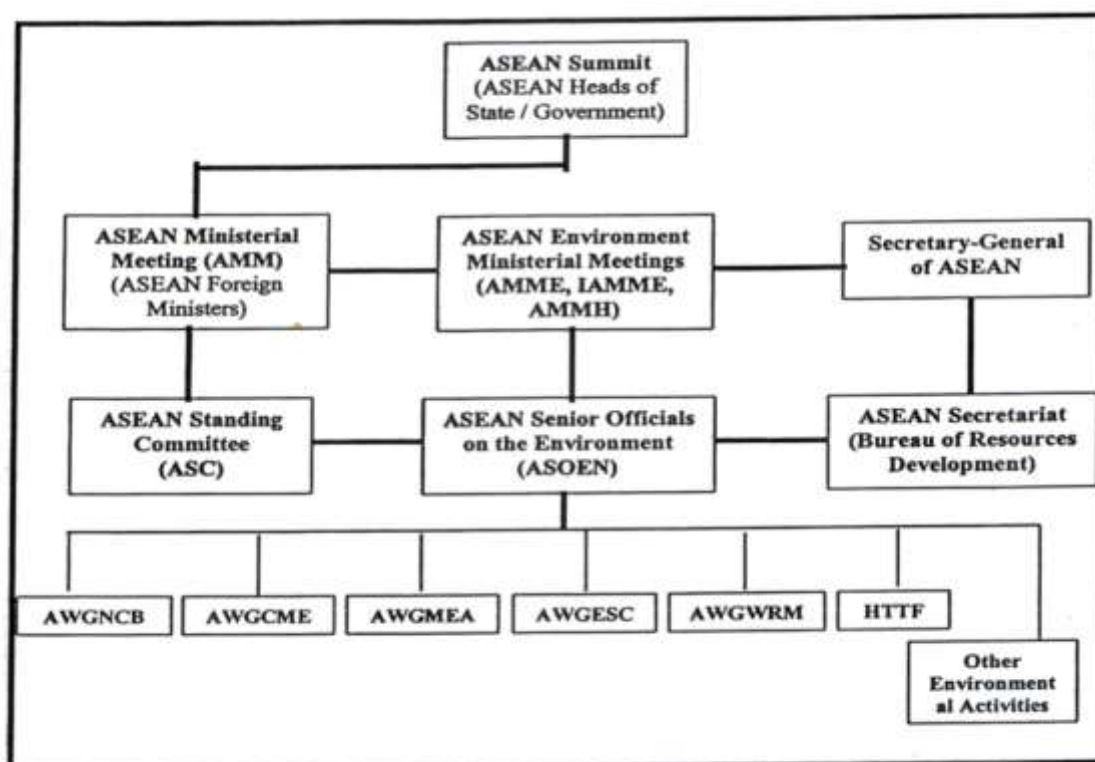 ASEAN Summit
(ASEAN Heads of
State / Government)
ASEAN Ministerial
Meeting (AMM)
(ASEAN Foreign
Ministers)
ASEAN Environment
Ministerial Meetings
(AMME, IAMME,
AMMH)
Secretary-General
of ASEAN
ASEAN Standing
Committee
(ASC)
ASEAN Senior Officials
on the Environment
(ASOEN)
ASEAN Secretariat
(Bureau of Resources
Development)
AWGNCB
AWGCME
AWGMEA
AWGESC
AWGWRM
HTTF
Other
Environment
al Activities